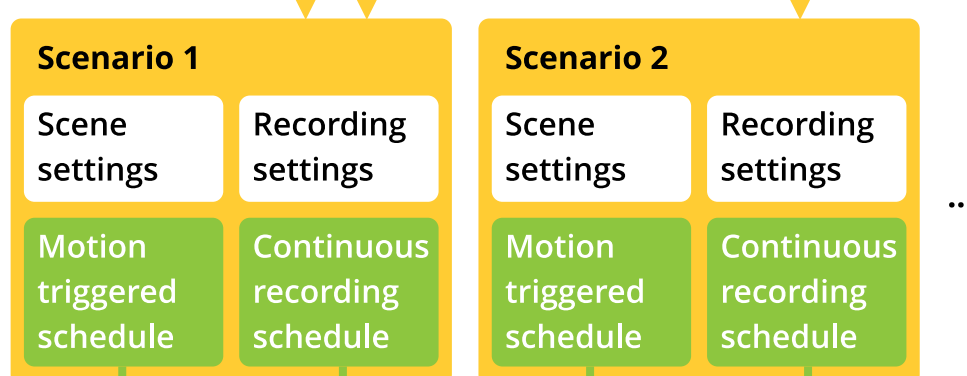 Scenario 1
Scene
settings
Recording
settings
Motion
triggered
schedule
Continuous
recording
schedule
Scenario 2
Scene
settings
Recording
settings
Motion
triggered
schedule
Continuous
recording
schedule
..